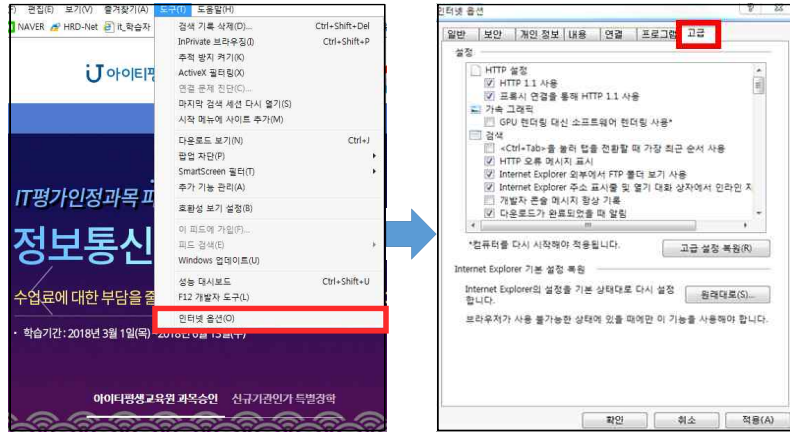 편집(E) 보기(V) 즐겨찾기(A) 도구(T) 도움말(H)
NAVER HRD-Net it_학습자
아이티평
IT평가인정과목 피
정보통신
수업료에 대한 부담을 줄
· 학습기간 : 2018년 3월 1일(목)
아이티평생교육원 과목승인 신규기관인가 특별장학
검색 기록 삭제(D)... Ctrl+Shift+Del
InPrivate 브라우징(I) Ctrl+Shift+P
추적 방지 켜기(K)
ActiveX 필터링(X)
연결 문제 진단(C)...
마지막 검색 세션 다시 열기(S)
시작 메뉴에 사이트 추가(M)
다운로드 보기(N) Ctrl+J
팝업 차단(P)
SmartScreen 필터(T)
추가 기능 관리(A)
호환성 보기 설정(B)
이 피드에 가입(F)...
피드 검색(E)
Windows 업데이트(U)
성능 대시보드 Ctrl+Shift+U
F12 개발자 도구(L)
인터넷 옵션(O)
인터넷 옵션
일반 보안 개인 정보 내용 연결 프로그램 고급
설정
HTTP 설정
HTTP 1.1 사용
프록시 연결을 통해 HTTP 1.1 사용
가속 그래픽
GPU 렌더링 대신 소프트웨어 렌더링 사용*
검색
<Ctrl+Tab>을 눌러 탭을 전환할 때 가장 최근 순서 사용
HTTP 오류 메시지 표시
Internet Explorer 외부에서 FTP 폴더 보기 사용
Internet Explorer 주소 표시줄 및 열기 대화 상자에서 인라인 자
개발자 콘솔 메시지 항상 기록
다운로드가 완료되었을 때 알림
*컴퓨터를 다시 시작해야 적용됩니다.
고급 설정 복원(R)
Internet Explorer 기본 설정 복원
Internet Explorer의 설정을 기본 상태대로 다시 설정
합니다.
원래대로(S)...
브라우저가 사용 불가능한 상태에 있을 때에만 이 기능을 사용해야 합니다.
확인 취소 적용(A)